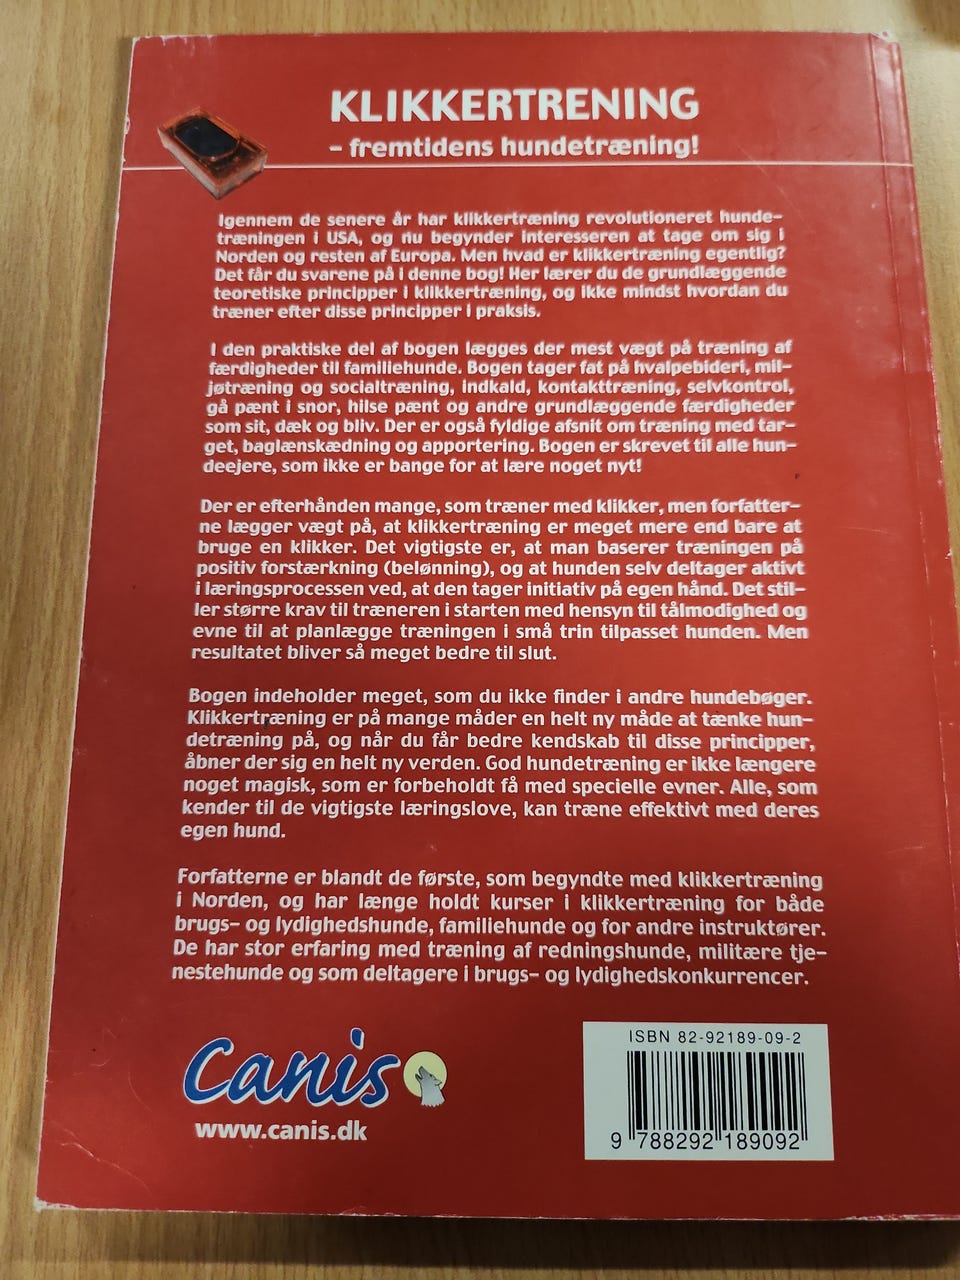 KLIKKERTRENING
– fremtidens hundetræning!
Igennem de senere år har klikkertræning revolutioneret hunde-
træningen i USA, og nu begynder interessen at tage om sig i
Norden og resten af Europa. Men hvad er klikkertræning egentlig?
Det får du svarene på i denne bog! Her lærer du de grundlæggende
teoretiske principper i klikkertræning, og ikke mindst hvordan du
træner efter disse principper i praksis.
I den praktiske del af bogen lægges der mest vægt på træning af
færdigheder til familiehunde. Bogen tager fat på hvalpebideri, mil-
jøtræning og socialtræning, indkald, kontakttræning, selvkontrol,
gå pænt i snor, hilse pænt og andre grundlæggende færdigheder
som sit, dæk og bliv. Der er også fyldige afsnit om træning med tar-
get, baglænskædning og apportering. Bogen er skrevet til alle hun-
deejere, som ikke er bange for at lære noget nyt!
Der er efterhånden mange, som træner med klikker, men forfatter-
ne lægger vægt på, at klikkertræning er meget mere end bare at
bruge en klikker. Det vigtigste er, at man baserer træningen på
positiv forstærkning (belønning), og at hunden selv deltager aktivt
i læringsprocessen ved, at den tager initiativ på egen hånd. Det stil-
ler større krav til træneren i starten med hensyn til tålmodighed og
evne til at planlægge træningen i små trin tilpasset hunden. Men
resultatet bliver så meget bedre til slut.
Bogen indeholder meget, som du ikke finder i andre hundebøger.
Klikkertræning er på mange måder en helt ny måde at tænke hun-
detræning på, og når du får bedre kendskab til disse principper,
åbner der sig en helt ny verden. God hundetræning er ikke længere
noget magisk, som er forbeholdt få med specielle evner. Alle, som
kender til de vigtigste læringslove, kan træne effektivt med deres
egen hund.
Forfatterne er blandt de første, som begyndte med klikkertræning
i Norden, og har længe holdt kurser i klikkertræning for både
brugs- og lydighedshunde, familiehunde og for andre instruktører.
De har stor erfaring med træning af redningshunde, militære tje-
nestehunde og som deltagere i brugs- og lydighedskonkurrencer.
Canis
www.canis.dk
ISBN 82-92189-09-2
9 788292 189092